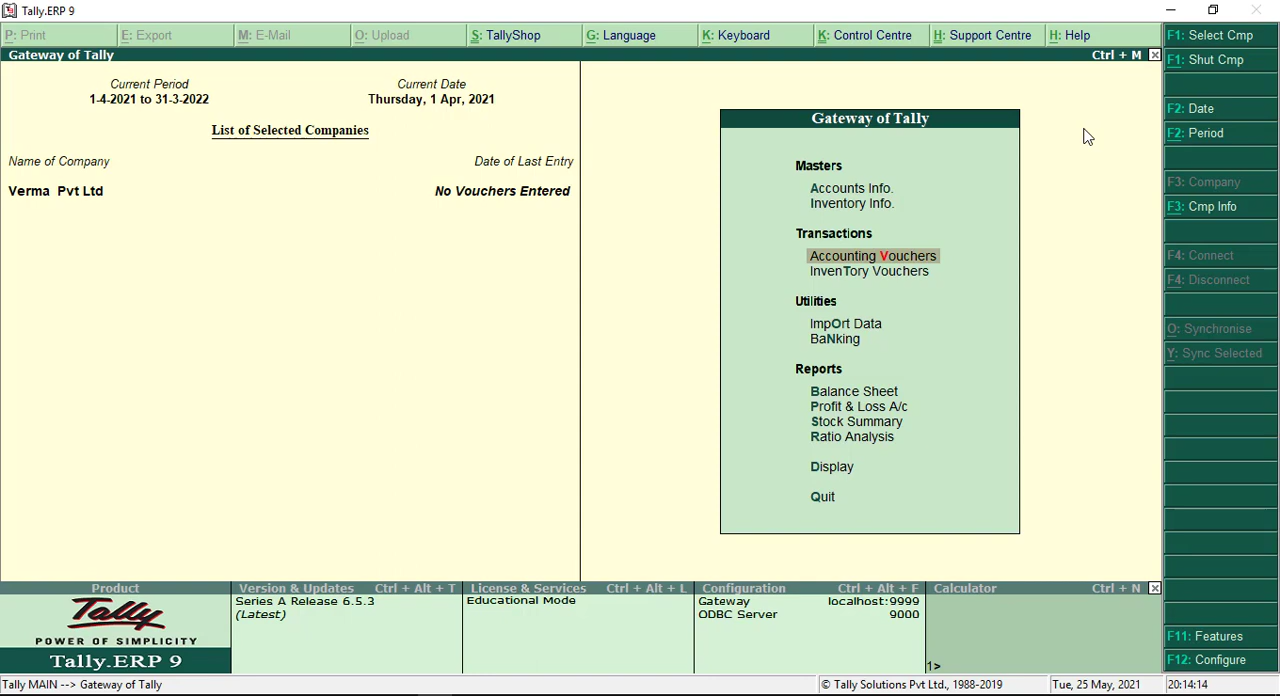 Tally.ERP 9
P: Print E: Export M: E-Mail O: Upload S: TallyShop G: Language K: Keyboard K: Control Centre H: Support Centre H: Help
Gateway of Tally Ctrl + M
Current Period Current Date
1-4-2021 to 31-3-2022 Thursday, 1 Apr, 2021
List of Selected Companies
Name of Company Date of Last Entry
Verma Pvt Ltd No Vouchers Entered
Gateway of Tally
Masters
Accounts Info.
Inventory Info.
Transactions
Accounting Vouchers
InvenTory Vouchers
Utilities
ImpOrt Data
BaNking
Reports
Balance Sheet
Profit & Loss A/c
Stock Summary
Ratio Analysis
Display
Quit
F1: Select Cmp
F1: Shut Cmp
F2: Date
F2: Period
F3: Company
F3: Cmp Info
F4: Connect
F4: Disconnect
O: Synchronise
Y: Sync Selected
F11: Features
F12: Configure
Product
Tally
POWER OF SIMPLICITY
Tally.ERP 9
Version & Updates Ctrl + Alt + T
Series A Release 6.5.3
(Latest)
License & Services Ctrl + Alt + L
Educational Mode
Configuration Ctrl + Alt + F
Gateway localhost:9999
ODBC Server 9000
Calculator Ctrl + N
1>
Tally MAIN --> Gateway of Tally © Tally Solutions Pvt Ltd., 1988-2019 Tue, 25 May, 2021 20:14:14